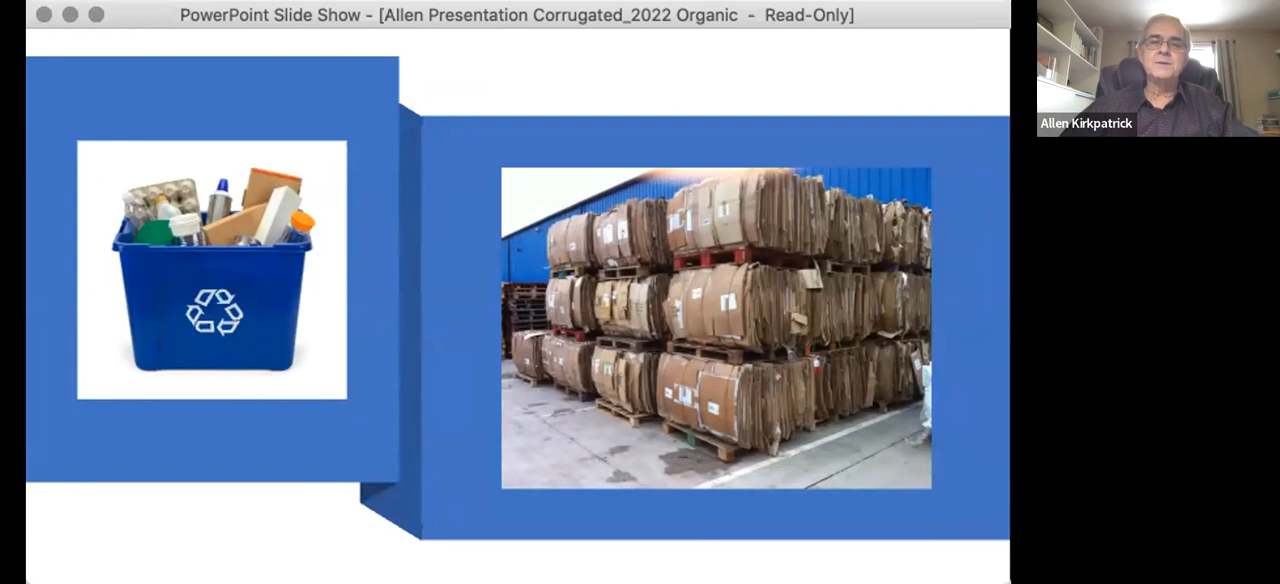 PowerPoint Slide Show - [Allen Presentation Corrugated_2022 Organic - Read-Only]
Allen Kirkpatrick